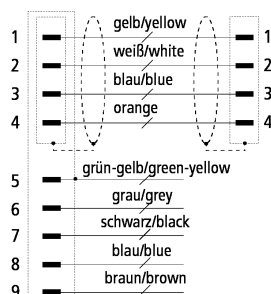 gelb/yellow
1 1
weiß/white
2 2
blau/blue
3 3
orange
4 4
grün-gelb/green-yellow
5
grau/grey
6
schwarz/black
7
blau/blue
8
braun/brown
9